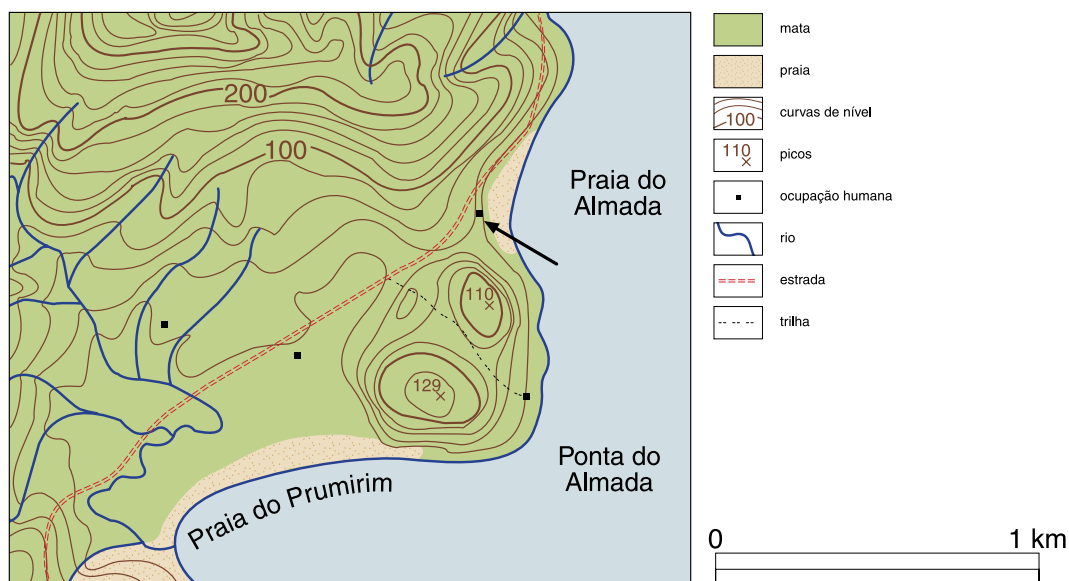 200
100
110
129
Praia do
Almada
Ponta do
Almada
Praia do Prumirim
mata
praia
100
curvas de nível
110
picos
ocupação humana
rio
estrada
trilha
0
1 km